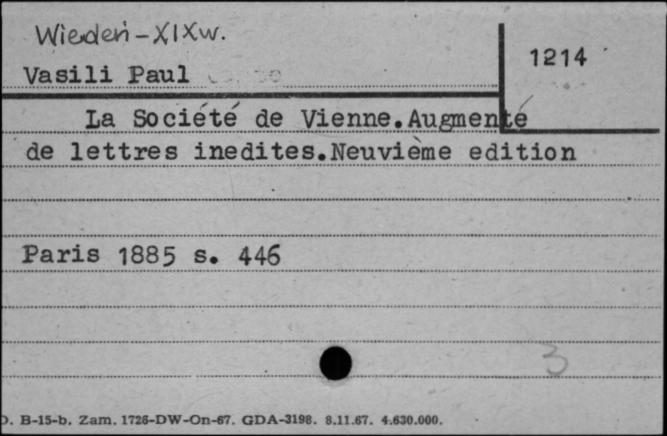 Wiedeń-XIXw.
1214
Vasili Paul
La Société de Vienne.Augmenté
de lettres inedites.Neuvième edition
Paris 1885 s. 446
3
B-15-b. Zam. 1726-DW-On-67. GDA-3198. 8.11.67. 4.630.000.